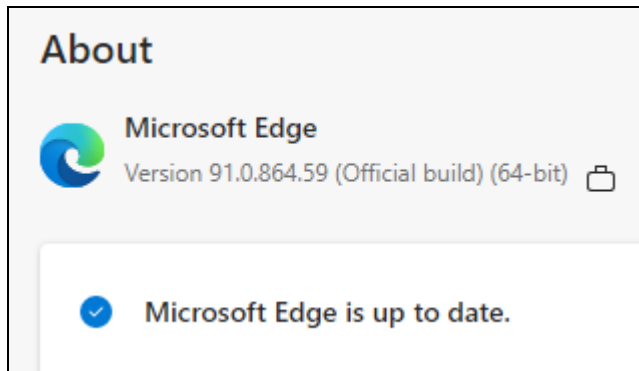 About
Microsoft Edge
Version 91.0.864.59 (Official build) (64-bit)
Microsoft Edge is up to date.